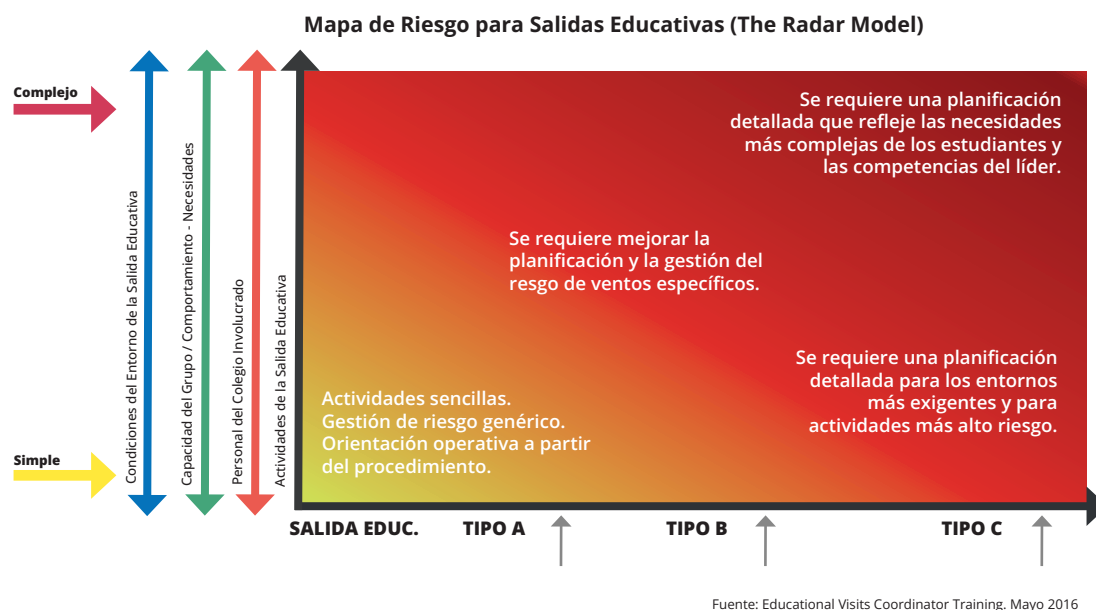 Mapa de Riesgo para Salidas Educativas (The Radar Model)
Complejo
Simple
Condiciones del Entorno de la Salida Educativa
Capacidad del Grupo / Comportamiento - Necesidades
Personal del Colegio Involucrado
Actividades de la Salida Educativa
Se requiere una planificación
detallada que refleje las necesidades
más complejas de los estudiantes y
las competencias del líder.
Se requiere mejorar la
planificación y la gestión del
resgo de ventos específicos.
Se requiere una planificación
detallada para los entornos
más exigentes y para
actividades más alto riesgo.
Actividades sencillas.
Gestión de riesgo genérico.
Orientación operativa a partir
del procedimiento.
SALIDA EDUC. TIPO A TIPO B TIPO C
Fuente: Educational Visits Coordinator Training. Mayo 2016